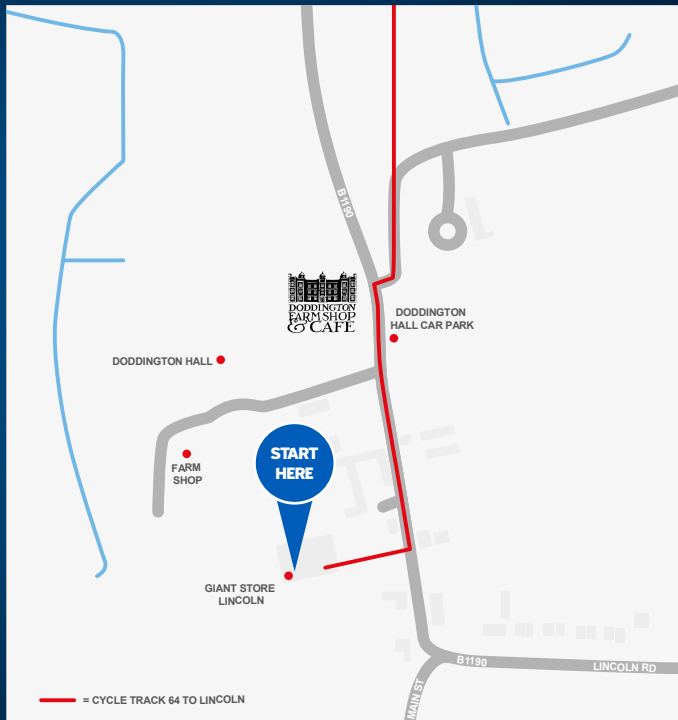 B1190
DODDINGTON
FARM SHOP
& CAFE
DODDINGTON
HALL CAR PARK
DODDINGTON HALL
FARM
SHOP
START
HERE
GIANT STORE
LINCOLN
B1190
LINCOLN RD
MAIN ST
= CYCLE TRACK 64 TO LINCOLN